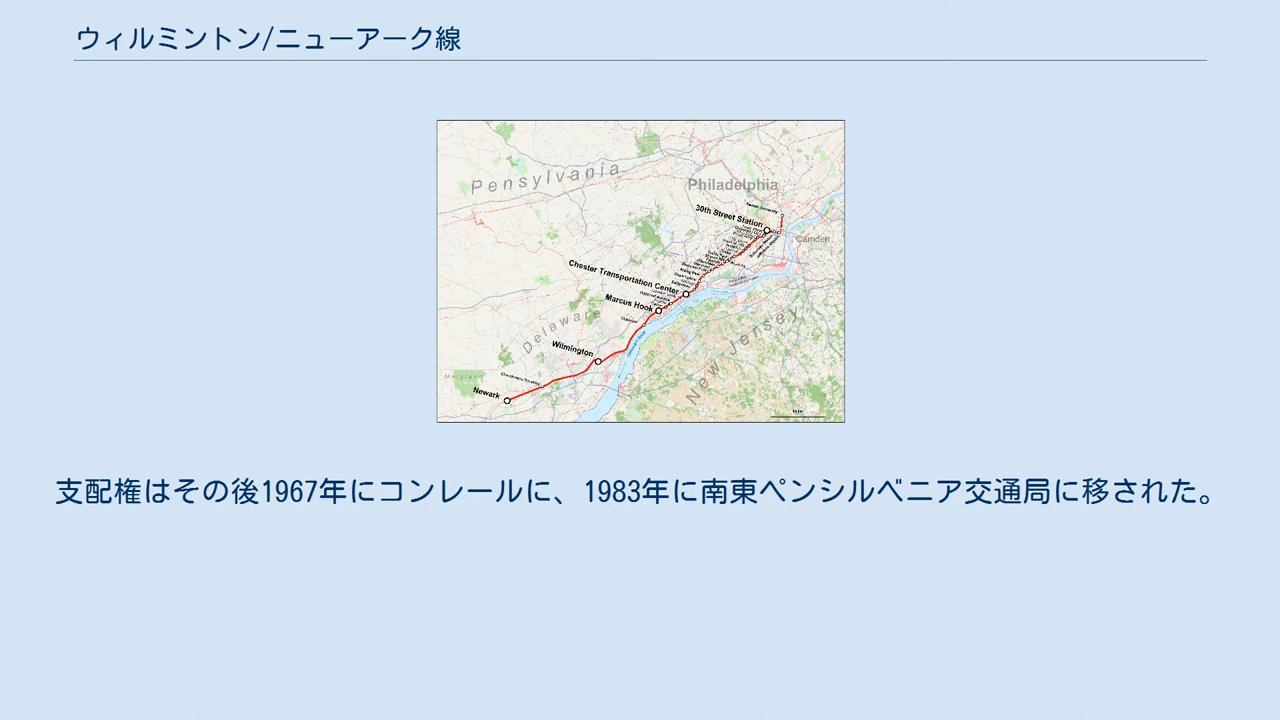 ウィルミントン/ニューアーク線
Pensylvania
Philadelphia
30th Street Station
Camden
Chester Transportation Center
Marcus Hook
Delaware
Wilmington
New Jersey
Maryland
Newark
支配権はその後1967年にコンレールに、1983年に南東ペンシルベニア交通局に移された。